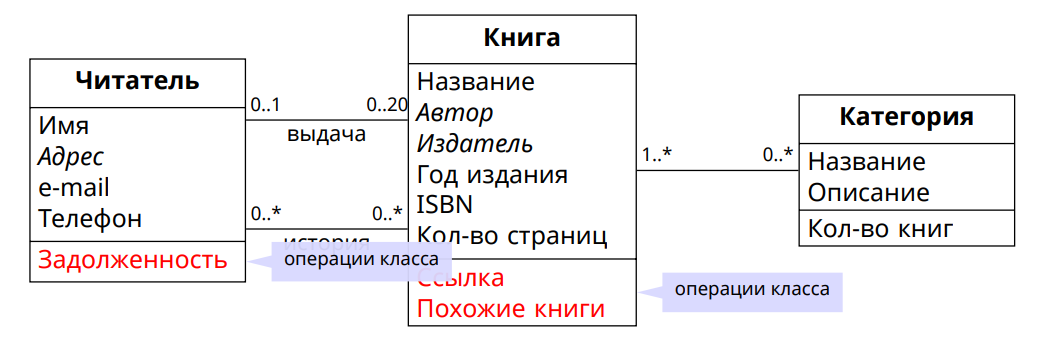 Читатель
Имя
Адрес
e-mail
Телефон
Задолженность
0..1
0..20
выдача
0..*
0..*
история
операции класса
Книга
Название
Автор
Издатель
Год издания
ISBN
Кол-во страниц
Ссылка
Похожие книги
операции класса
1..*
0..*
Категория
Название
Описание
Кол-во книг